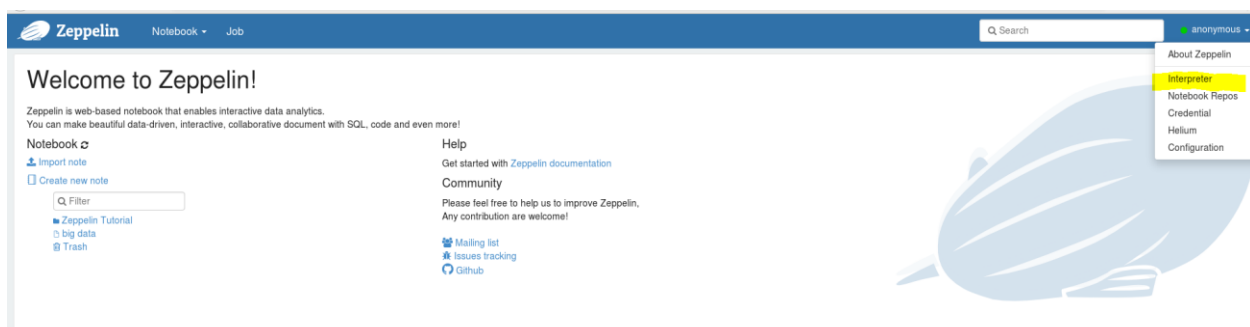 Zeppelin Notebook Job Search anonymous
About Zeppelin
Interpreter
Notebook Repos
Credential
Helium
Configuration
Welcome to Zeppelin!
Zeppelin is web-based notebook that enables interactive data analytics.
You can make beautiful data-driven, interactive, collaborative document with SQL, code and even more!
Notebook
Import note
Create new note
Filter
Zeppelin Tutorial
big data
Trash
Help
Get started with Zeppelin documentation
Community
Please feel free to help us to improve Zeppelin,
Any contribution are welcome!
Mailing list
Issues tracking
Github